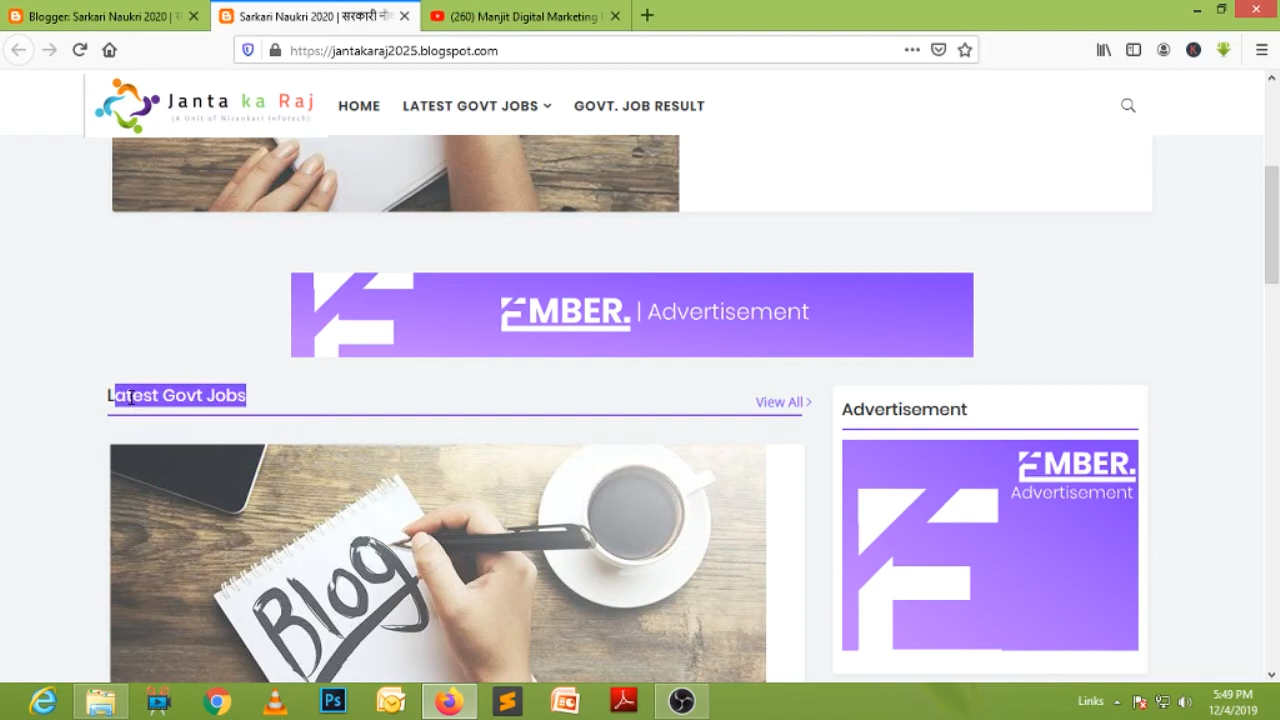 Blogger: Sarkari Naukri 2020 |
Sarkari Naukri 2020 | सरकारी
(260) Manjit Digital Marketing
https://jantakaraj2025.blogspot.com
Janta ka Raj
(A Unit of Nirankari Infotech)
HOME
LATEST GOVT JOBS
GOVT. JOB RESULT
EMBER. | Advertisement
Latest Govt Jobs
View All
Advertisement
EMBER.
Advertisement
Blog
K
Ps
Links
5:49 PM
12/4/2019